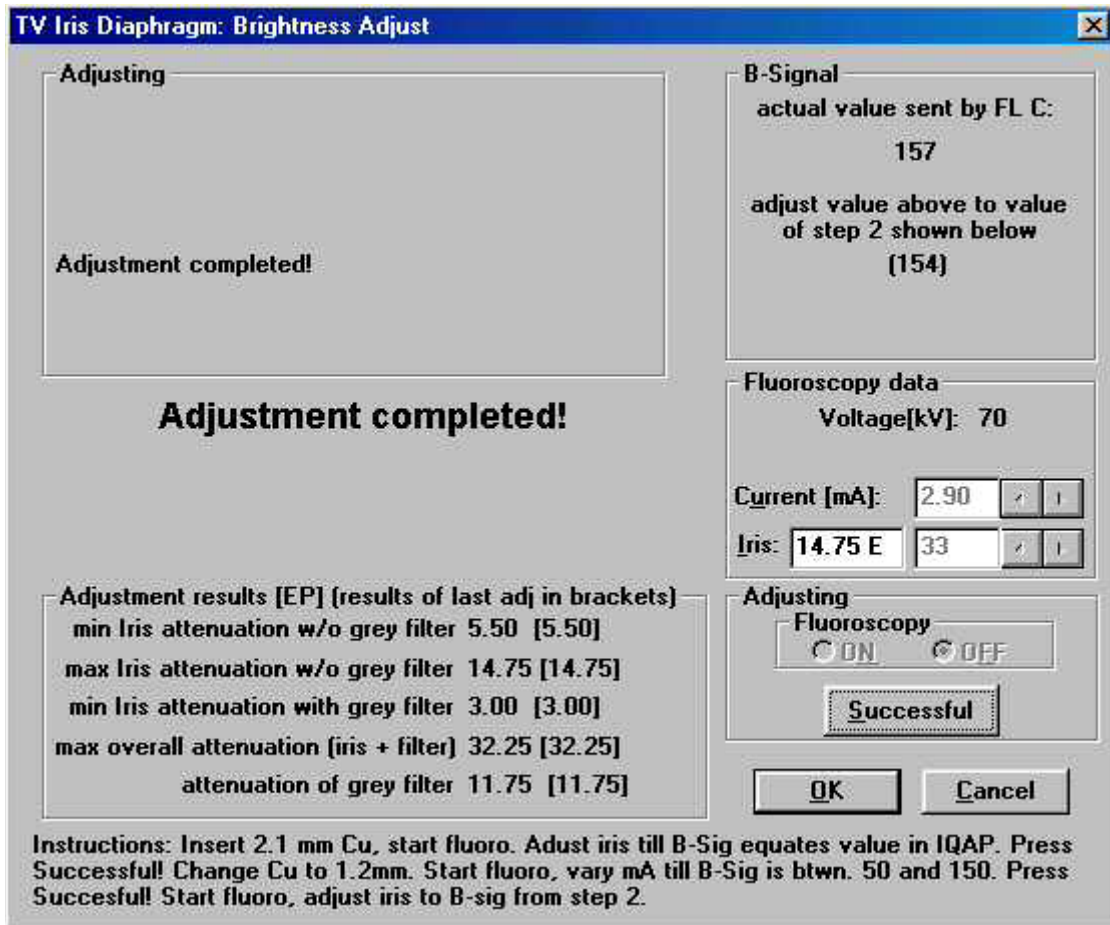 TV Iris Diaphragm: Brightness Adjust
Adjusting
Adjustment completed!
Adjustment completed!
Adjustment results [EP] (results of last adj in brackets)
min Iris attenuation w/o grey filter 5.50 [5.50]
max Iris attenuation w/o grey filter 14.75 [14.75]
min Iris attenuation with grey filter 3.00 [3.00]
max overall attenuation (iris + filter) 32.25 [32.25]
attenuation of grey filter 11.75 [11.75]
B-Signal
actual value sent by FL C:
157
adjust value above to value
of step 2 shown below
(154)
Fluoroscopy data
Voltage[kV]: 70
Current [mA]: 2.90
Iris: 14.75 E 33
Adjusting
Fluoroscopy
ON OFF
Successful
OK Cancel
Instructions: Insert 2.1 mm Cu, start fluoro. Adust iris till B-Sig equates value in IQAP. Press
Successful! Change Cu to 1.2mm. Start fluoro, vary mA till B-Sig is btwn. 50 and 150. Press
Succesful! Start fluoro, adjust iris to B-sig from step 2.